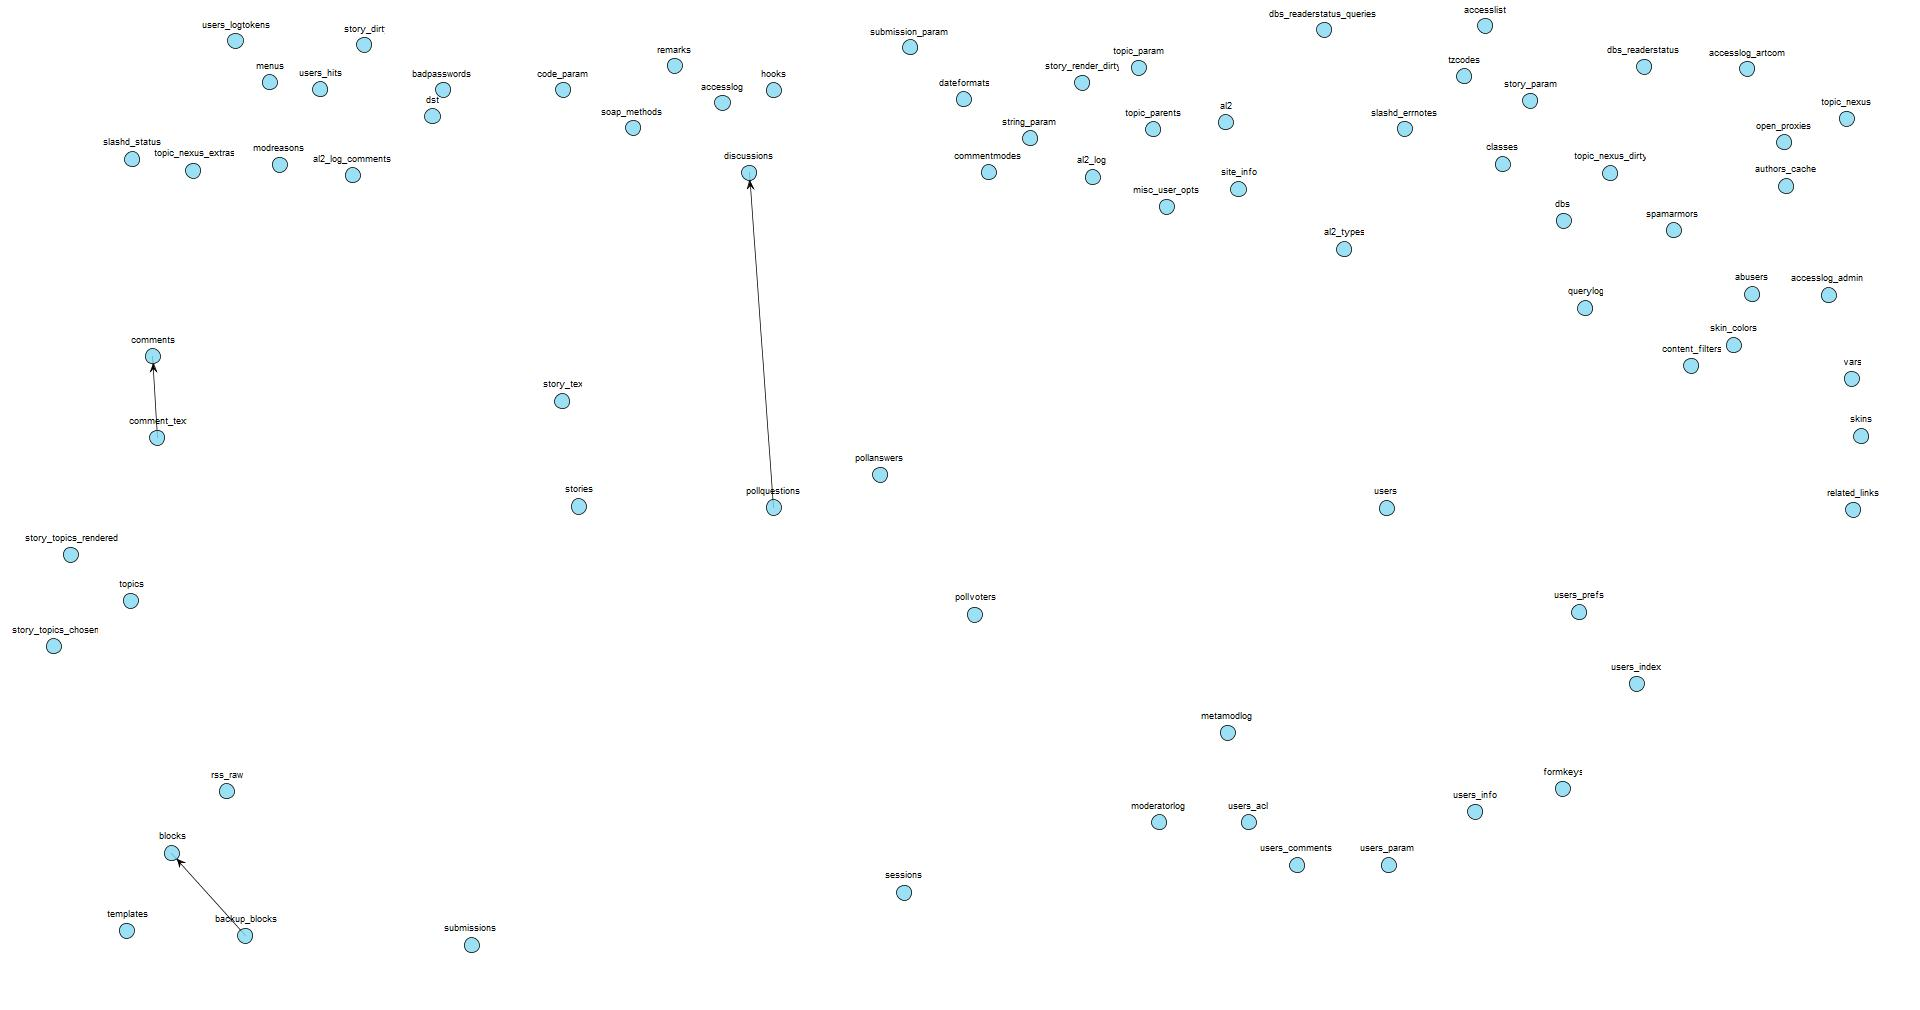 accesslist
dbs_readerstatus_queries
users_logtokens
story_dirt
submission_param
remarks
topic_param
dbs_readerstatus
accesslog_artcom
tzcodes
menus
users_hits
badpasswords
code_param
hooks
story_render_dirty
dateformats
story_param
accesslog
dst
topic_nexus
al2
soap_methods
topic_parents
slashd_errnotes
string_param
open_proxies
slashd_status
modreasons
classes
topic_nexus_extras
al2_log_comments
discussions
commentmodes
al2_log
topic_nexus_dirty
authors_cache
site_info
misc_user_opts
dbs
spamarmors
al2_types
abusers
accesslog_admin
querylog
skin_colors
comments
content_filters
vars
story_tex
comment_tex
skins
pollanswers
stories
pollquestions
users
related_links
story_topics_rendered
topics
users_prefs
pollvoters
story_topics_chosen
users_index
metamodlog
rss_raw
formkeys
users_info
moderatorlog
users_acl
blocks
users_comments
users_param
sessions
templates
backup_blocks
submissions